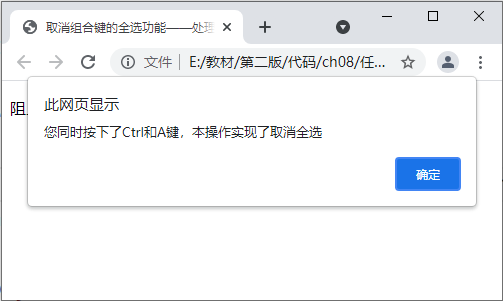 取消组合键的全选功能——处理
文件 E:/教材/第二版/代码/ch08/任...
阻
此网页显示
您同时按下了Ctrl和A键，本操作实现了取消全选
确定